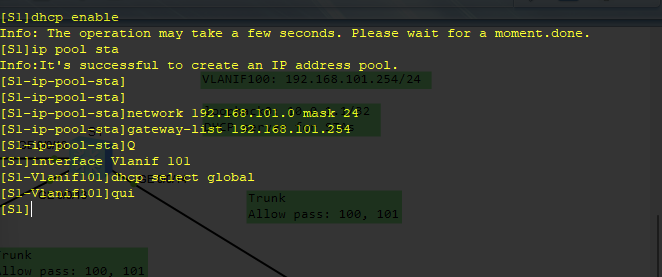 [S1]dhcp enable
Info: The operation may take a few seconds. Please wait for a moment.done.
[S1]ip pool sta
Info:It's successful to create an IP address pool.
[S1-ip-pool-sta]
VLANIF100: 192.168.101.254/24
[S1-ip-pool-sta]
[S1-ip-pool-sta]network 192.168.101.0 mask 24
[S1-ip-pool-sta]gateway-list 192.168.101.254
[S1-ip-pool-sta]Q
[S1]interface Vlanif 101
[S1-Vlanif101]dhcp select global
[S1-Vlanif101]qui
[S1]
Trunk
Allow pass: 100, 101
Trunk
llow pass: 100, 101